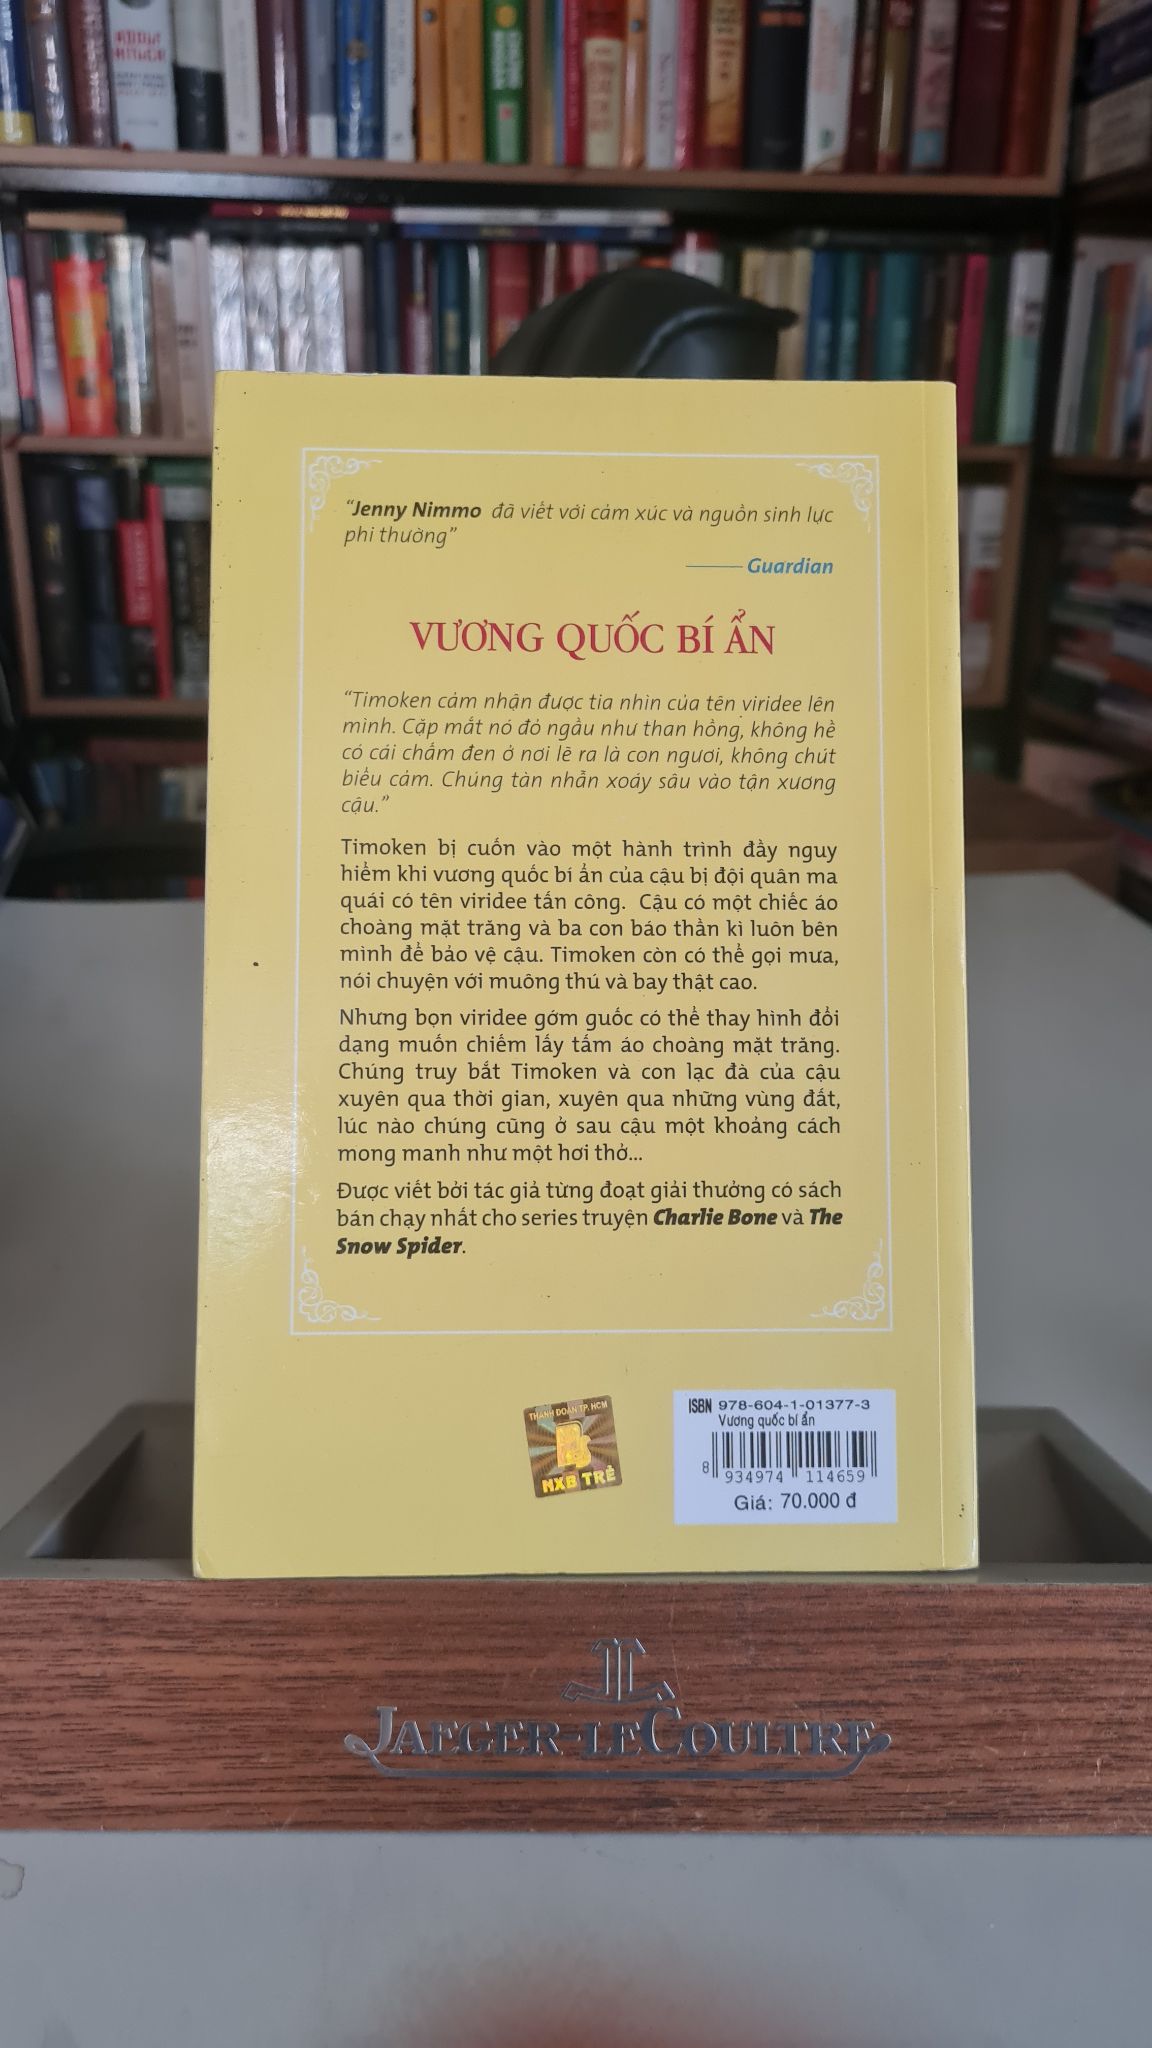 “Jenny Nimmo đã viết với cảm xúc và nguồn sinh lực
phi thường”
Guardian
VƯƠNG QUỐC BÍ ẨN
“Timoken cảm nhận được tia nhìn của tên viridee lên
mình. Cặp mắt nó đỏ ngầu như than hồng, không hề
có cái chấm đen ở nơi lẽ ra là con ngươi, không chút
biểu cảm. Chúng tàn nhẫn xoáy sâu vào tận xương
cậu.”
Timoken bị cuốn vào một hành trình đầy nguy
hiểm khi vương quốc bí ẩn của cậu bị đội quân ma
quái có tên viridee tấn công. Cậu có một chiếc áo
choàng mặt trăng và ba con báo thần kì luôn bên
mình để bảo vệ cậu. Timoken còn có thể gọi mưa,
nói chuyện với muông thú và bay thật cao.
Nhưng bọn viridee gớm guốc có thể thay hình đổi
dạng muốn chiếm lấy tấm áo choàng mặt trăng.
Chúng truy bắt Timoken và con lạc đà của cậu
xuyên qua thời gian, xuyên qua những vùng đất,
lúc nào chúng cũng ở sau cậu một khoảng cách
mong manh như một hơi thở...
Được viết bởi tác giả từng đoạt giải thưởng có sách
bán chạy nhất cho series truyện Charlie Bone và The
Snow Spider.
THÀNH ĐOÀN TP. HCM
NXB TRẺ
ISBN 978-604-1-01377-3
Vương quốc bí ẩn
8 934974 114659
Giá: 70.000 đ
JAEGER-LECOULTRE